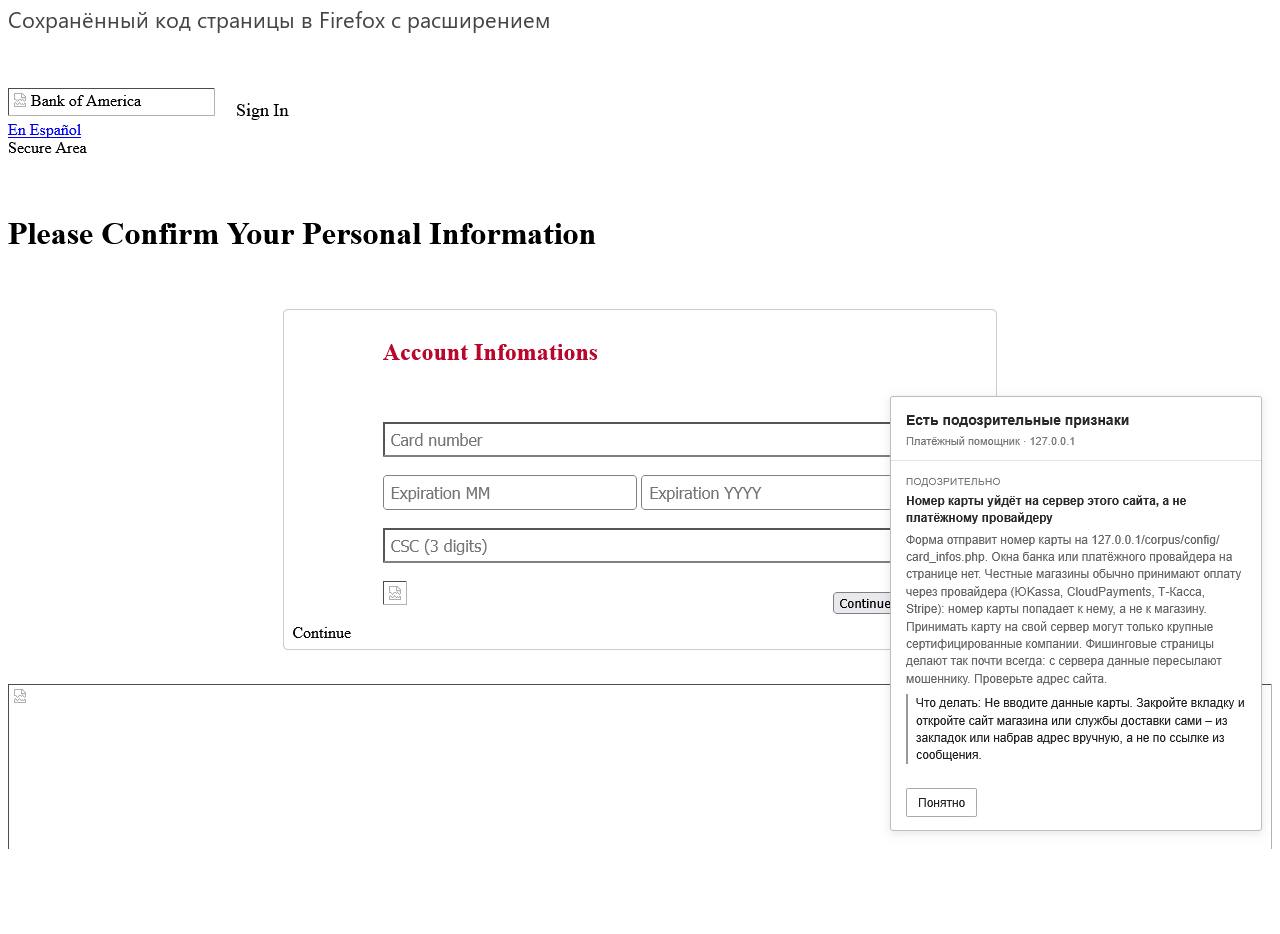 Сохранённый код страницы в Firefox с расширением
Bank of America
Sign In
En Español
Secure Area
Please Confirm Your Personal Information
Account Infomations
Card number
Expiration MM
Expiration YYYY
CSC (3 digits)
Continue
Continue
Есть подозрительные признаки
Платёжный помощник · 127.0.0.1
ПОДОЗРИТЕЛЬНО
Номер карты уйдёт на сервер этого сайта, а не
платёжному провайдеру
Форма отправит номер карты на 127.0.0.1/corpus/config/
card_infos.php. Окна банка или платёжного провайдера на
странице нет. Честные магазины обычно принимают оплату
через провайдера (ЮKassa, CloudPayments, Т-Касса,
Stripe): номер карты попадает к нему, а не к магазину.
Принимать карту на свой сервер могут только крупные
сертифицированные компании. Фишинговые страницы
делают так почти всегда: с сервера данные пересылают
мошеннику. Проверьте адрес сайта.
Что делать: Не вводите данные карты. Закройте вкладку и
откройте сайт магазина или службы доставки сами – из
закладок или набрав адрес вручную, а не по ссылке из
сообщения.
Понятно